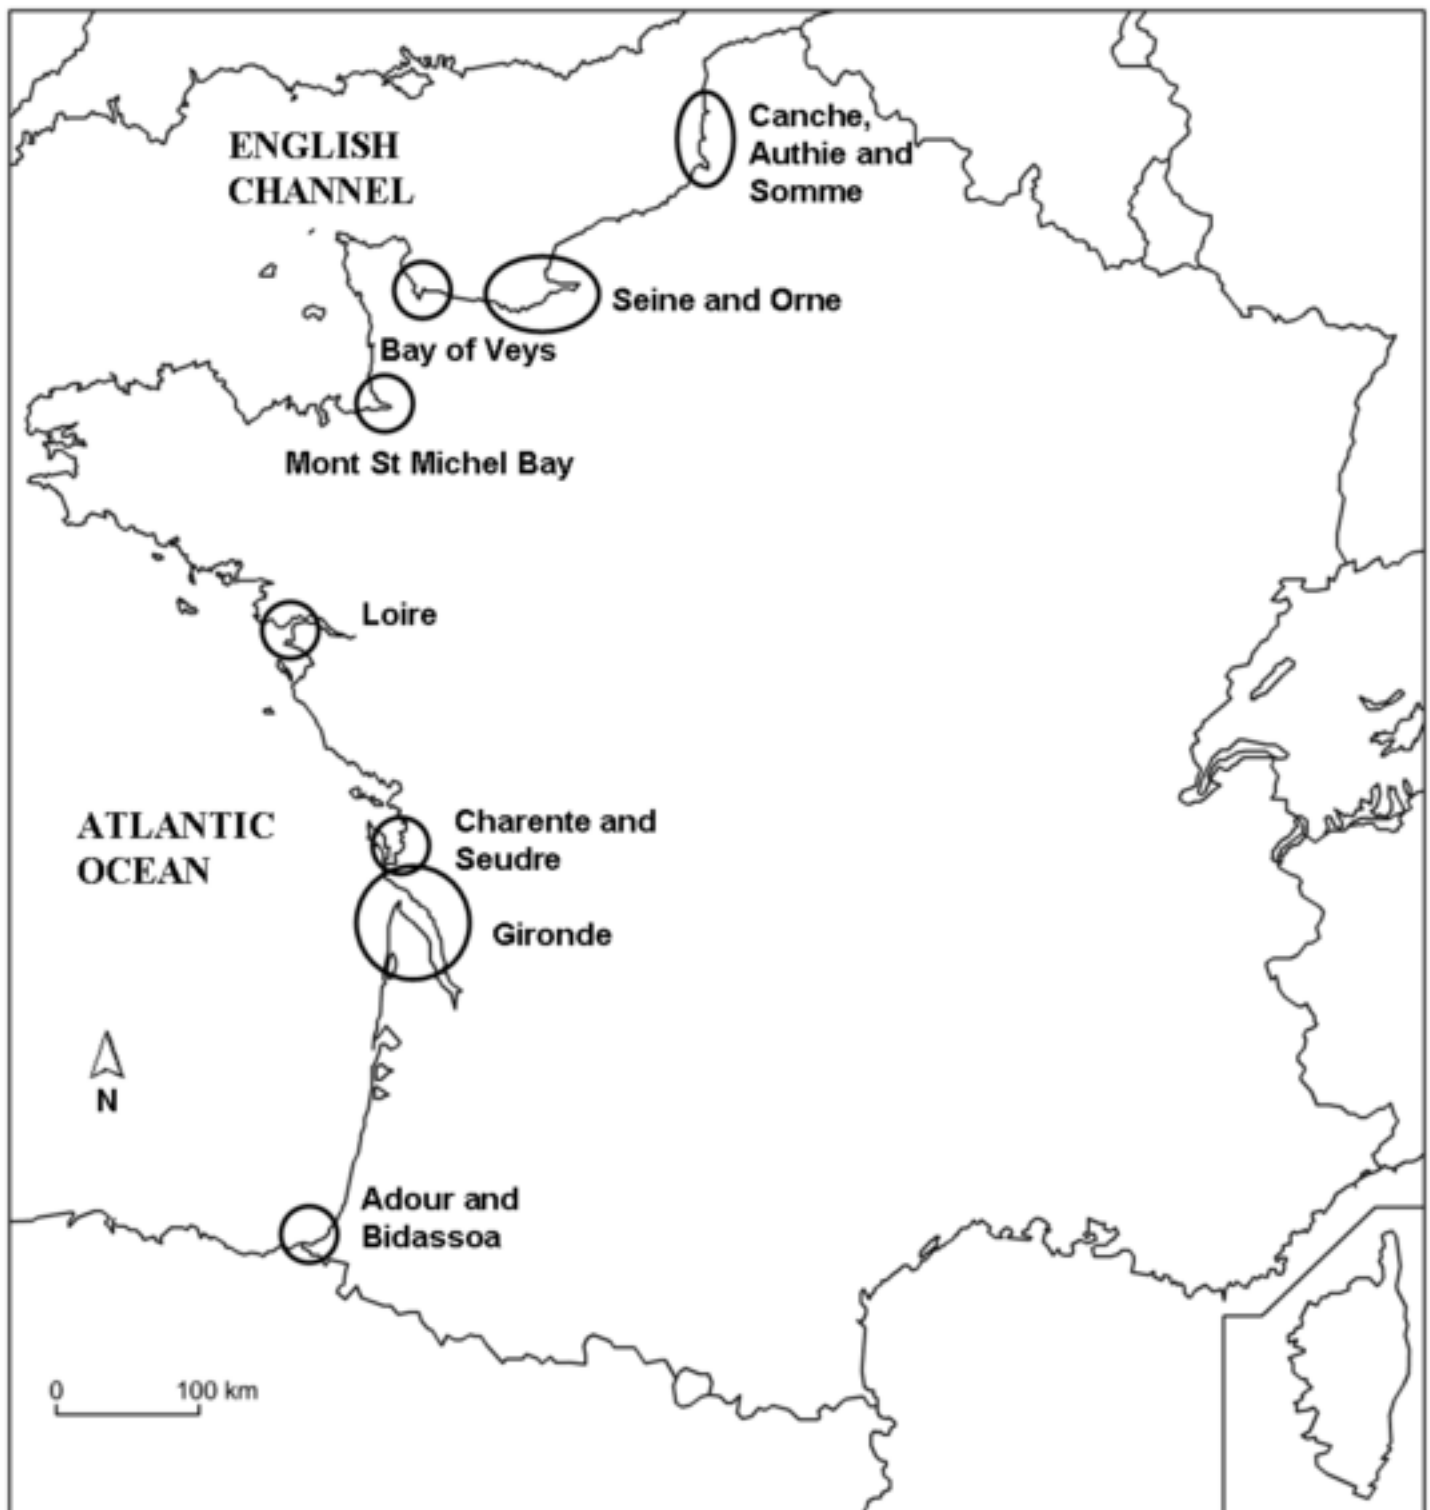 ENGLISH
CHANNEL
Canche,
Authie and
Somme
Seine and Orne
Bay of Veys
Mont St Michel Bay
Loire
ATLANTIC
OCEAN
Charente and
Seudre
Gironde
N
Adour and
Bidassoa
0 100 km